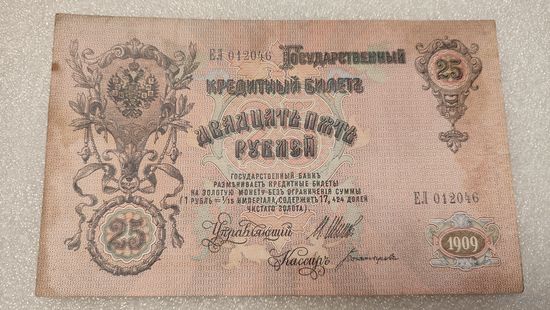 ЕЛ 012046
Государственный
25
Кредитный Билетъ
Двадцать пять
рублей
Государственный Банкъ
размѣниваетъ кредитные билеты
на золотую монету безъ ограниченія суммы
(1 рубль = 1/15 имперіала, содержитъ 17,424 долей
чистаго золота)
ЕЛ 012046
Управляющій
25
1909
Кассиръ